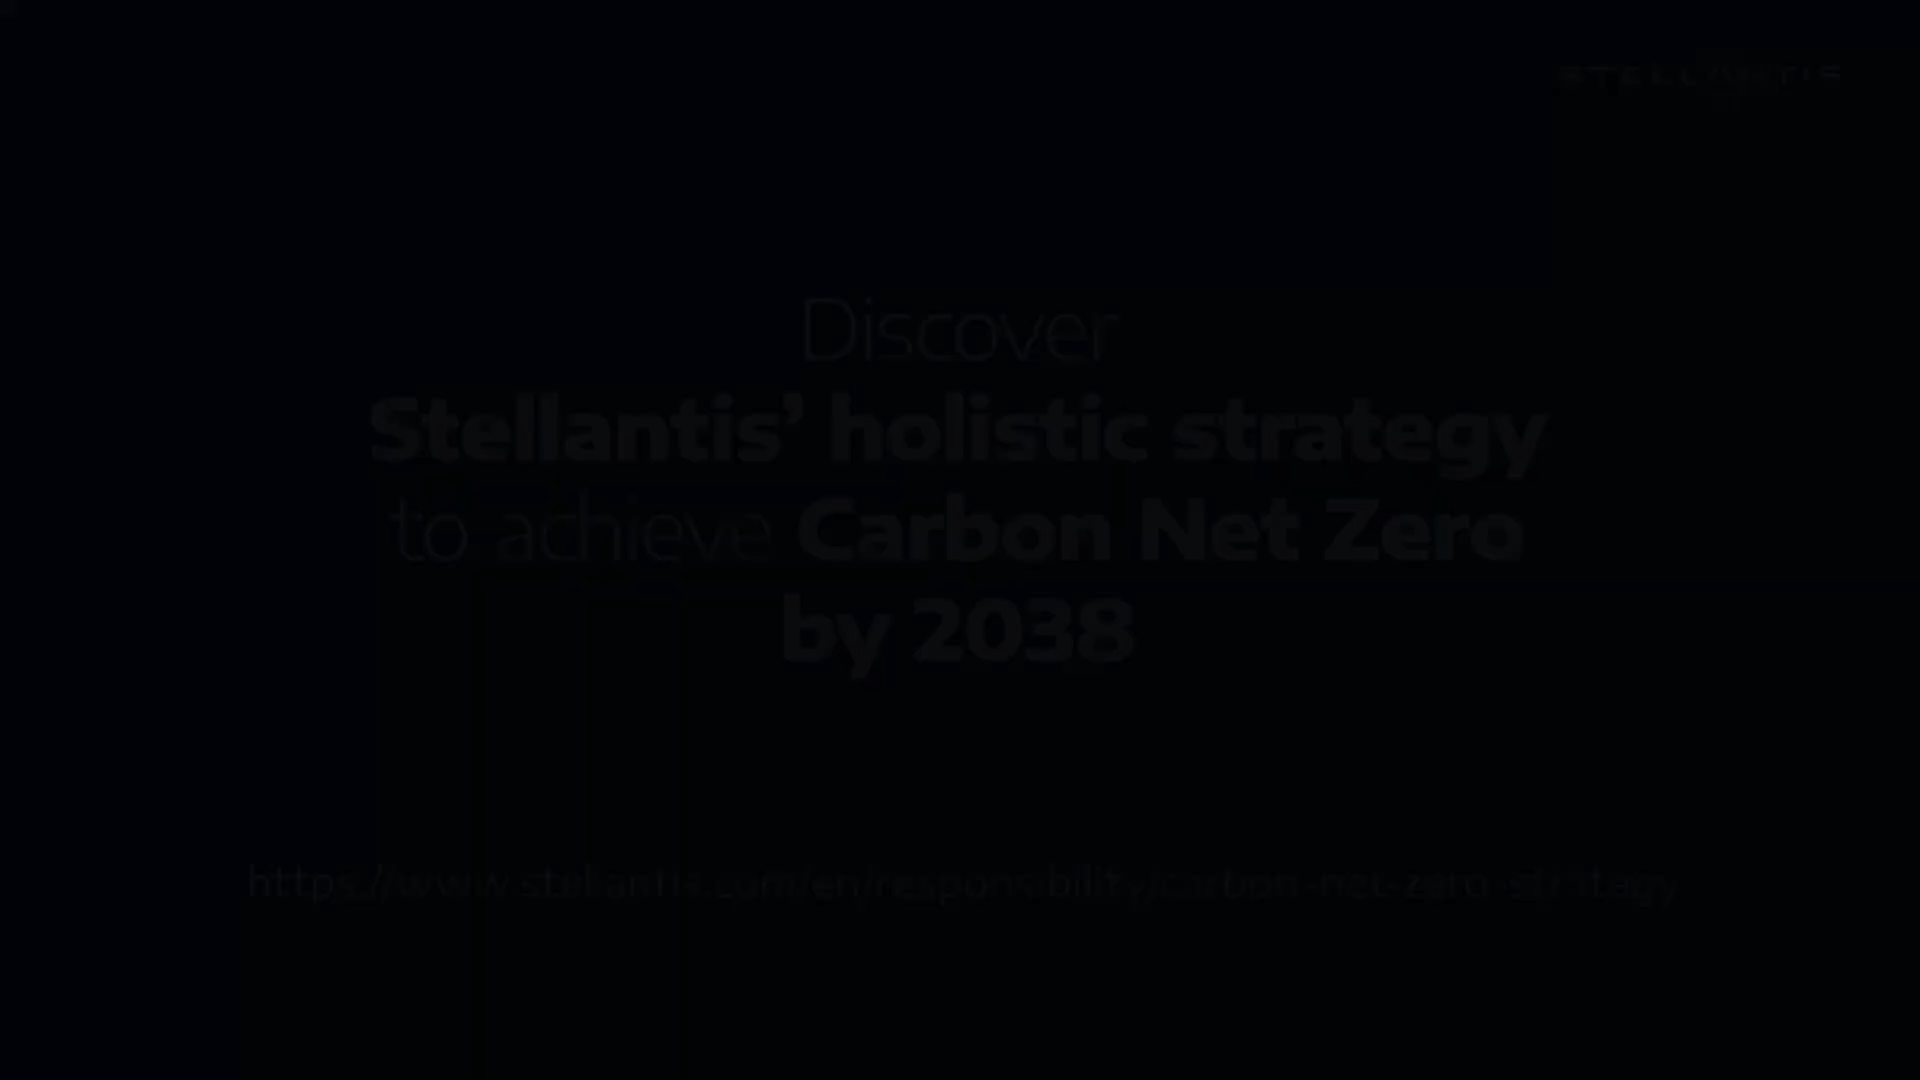 STELLANTIS
Discover
Stellantis’ holistic strategy
to achieve Carbon Net Zero
by 2038
https://www.stellantis.com/en/responsibility/carbon-net-zero-strategy